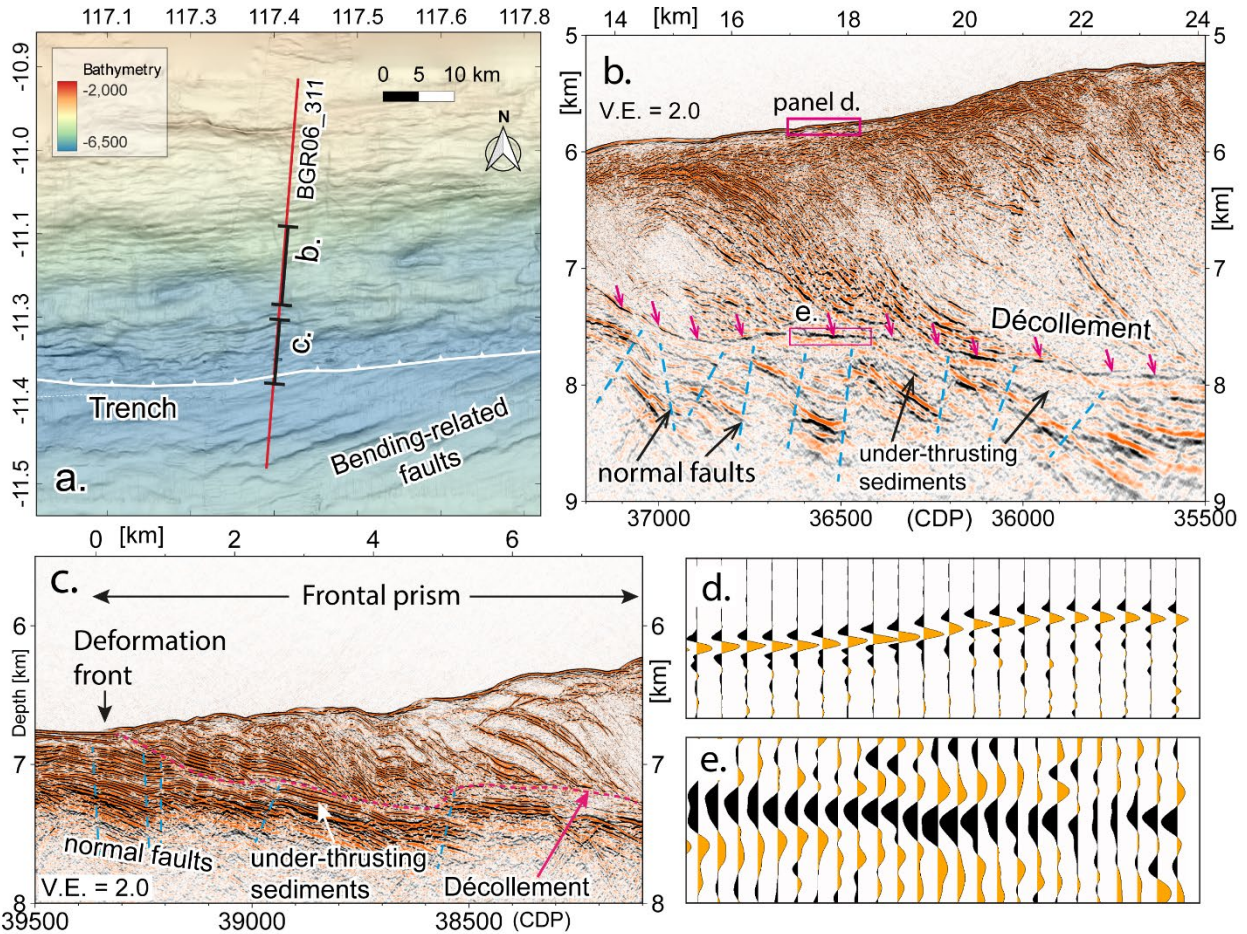 117.1 117.3 117.4 117.6 117.8
-10.9
-11.0
-11.1
-11.3
-11.4
-11.5
Bathymetry
-2,000
-6,500
0 5 10 km
N
BGR06_311
b.
c.
Trench
Bending-related
faults
a.
14 [km] 16 18 20 22 24
5
6
7
8
9
[km]
b.
V.E. = 2.0
panel d.
e.
Décollement
normal faults
under-thrusting
sediments
5
6
[km]
7
8
9
37000 36500 (CDP) 36000 35500
0 [km] 2 4 6
c.
Frontal prism
Deformation
front
Depth [km]
6
7
8
normal faults
under-thrusting
sediments
Décollement
V.E. = 2.0
6
[km]
7
8
39500 39000 38500 (CDP)
d.
e.